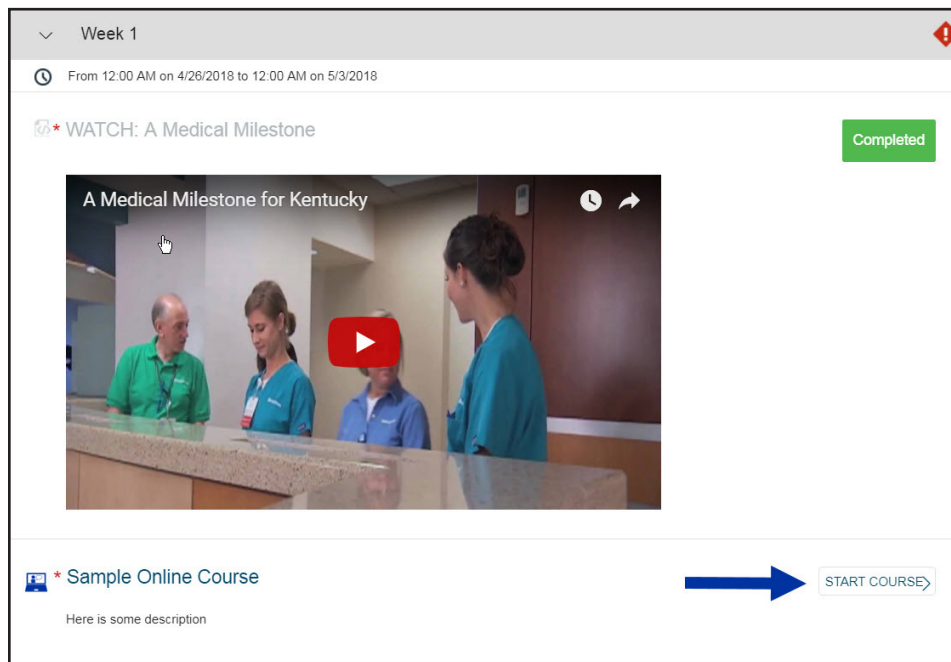 Week 1
From 12:00 AM on 4/26/2018 to 12:00 AM on 5/3/2018
* WATCH: A Medical Milestone
Completed
A Medical Milestone for Kentucky
* Sample Online Course
START COURSE
Here is some description